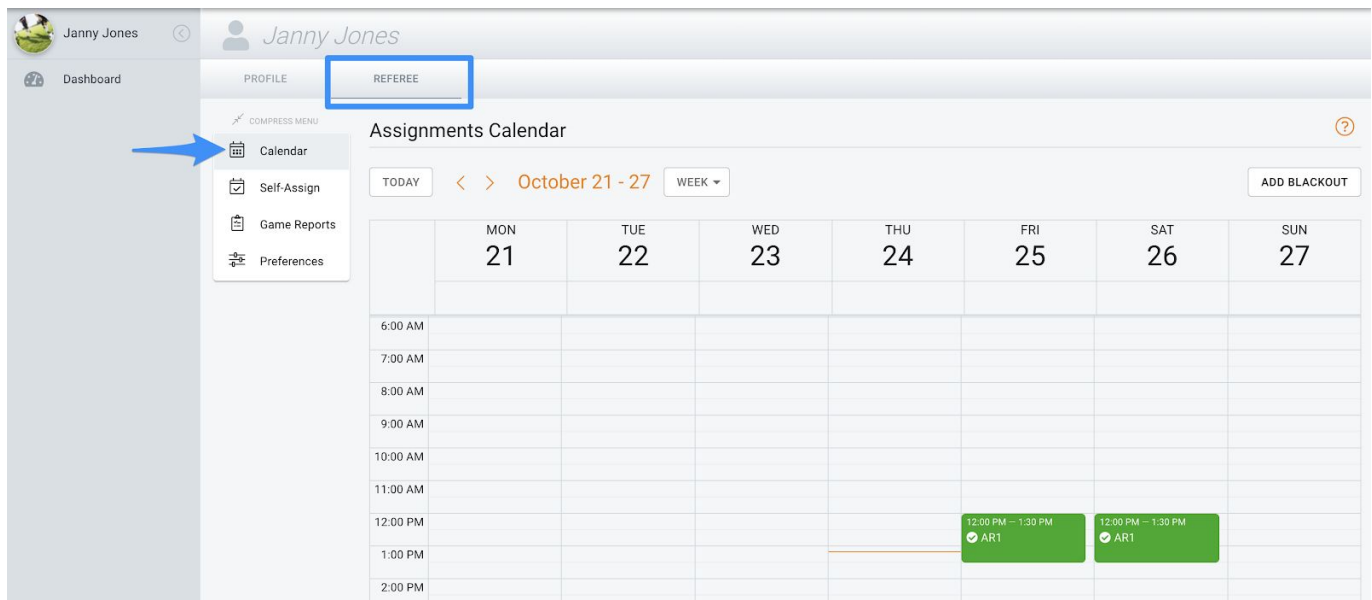 Janny Jones
Janny Jones
Dashboard
PROFILE
REFEREE
COMPRESS MENU
Calendar
Self-Assign
Game Reports
Preferences
Assignments Calendar
?
TODAY < > October 21 - 27 WEEK ADD BLACKOUT
MON TUE WED THU FRI SAT SUN
21 22 23 24 25 26 27
6:00 AM
7:00 AM
8:00 AM
9:00 AM
10:00 AM
11:00 AM
12:00 PM
12:00 PM — 1:30 PM
AR1
12:00 PM — 1:30 PM
AR1
1:00 PM
2:00 PM